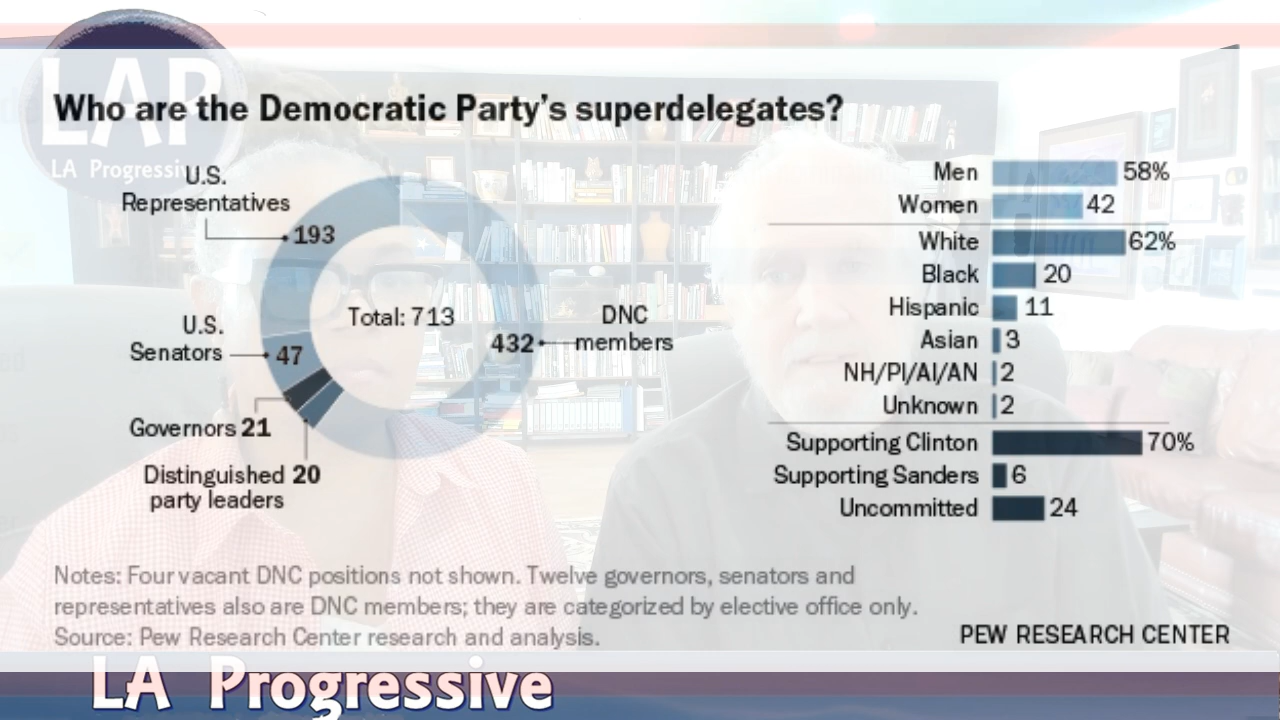 LAP
LA Progressive
Who are the Democratic Party's superdelegates?
U.S.
Representatives
193
U.S.
Senators
47
Governors 21
Distinguished 20
party leaders
Total: 713
432
DNC
members
Men 58%
Women 42
White 62%
Black 20
Hispanic 11
Asian 3
NH/PI/AI/AN 2
Unknown 2
Supporting Clinton 70%
Supporting Sanders 6
Uncommitted 24
Notes: Four vacant DNC positions not shown. Twelve governors, senators and
representatives also are DNC members; they are categorized by elective office only.
Source: Pew Research Center research and analysis.
PEW RESEARCH CENTER
LA Progressive